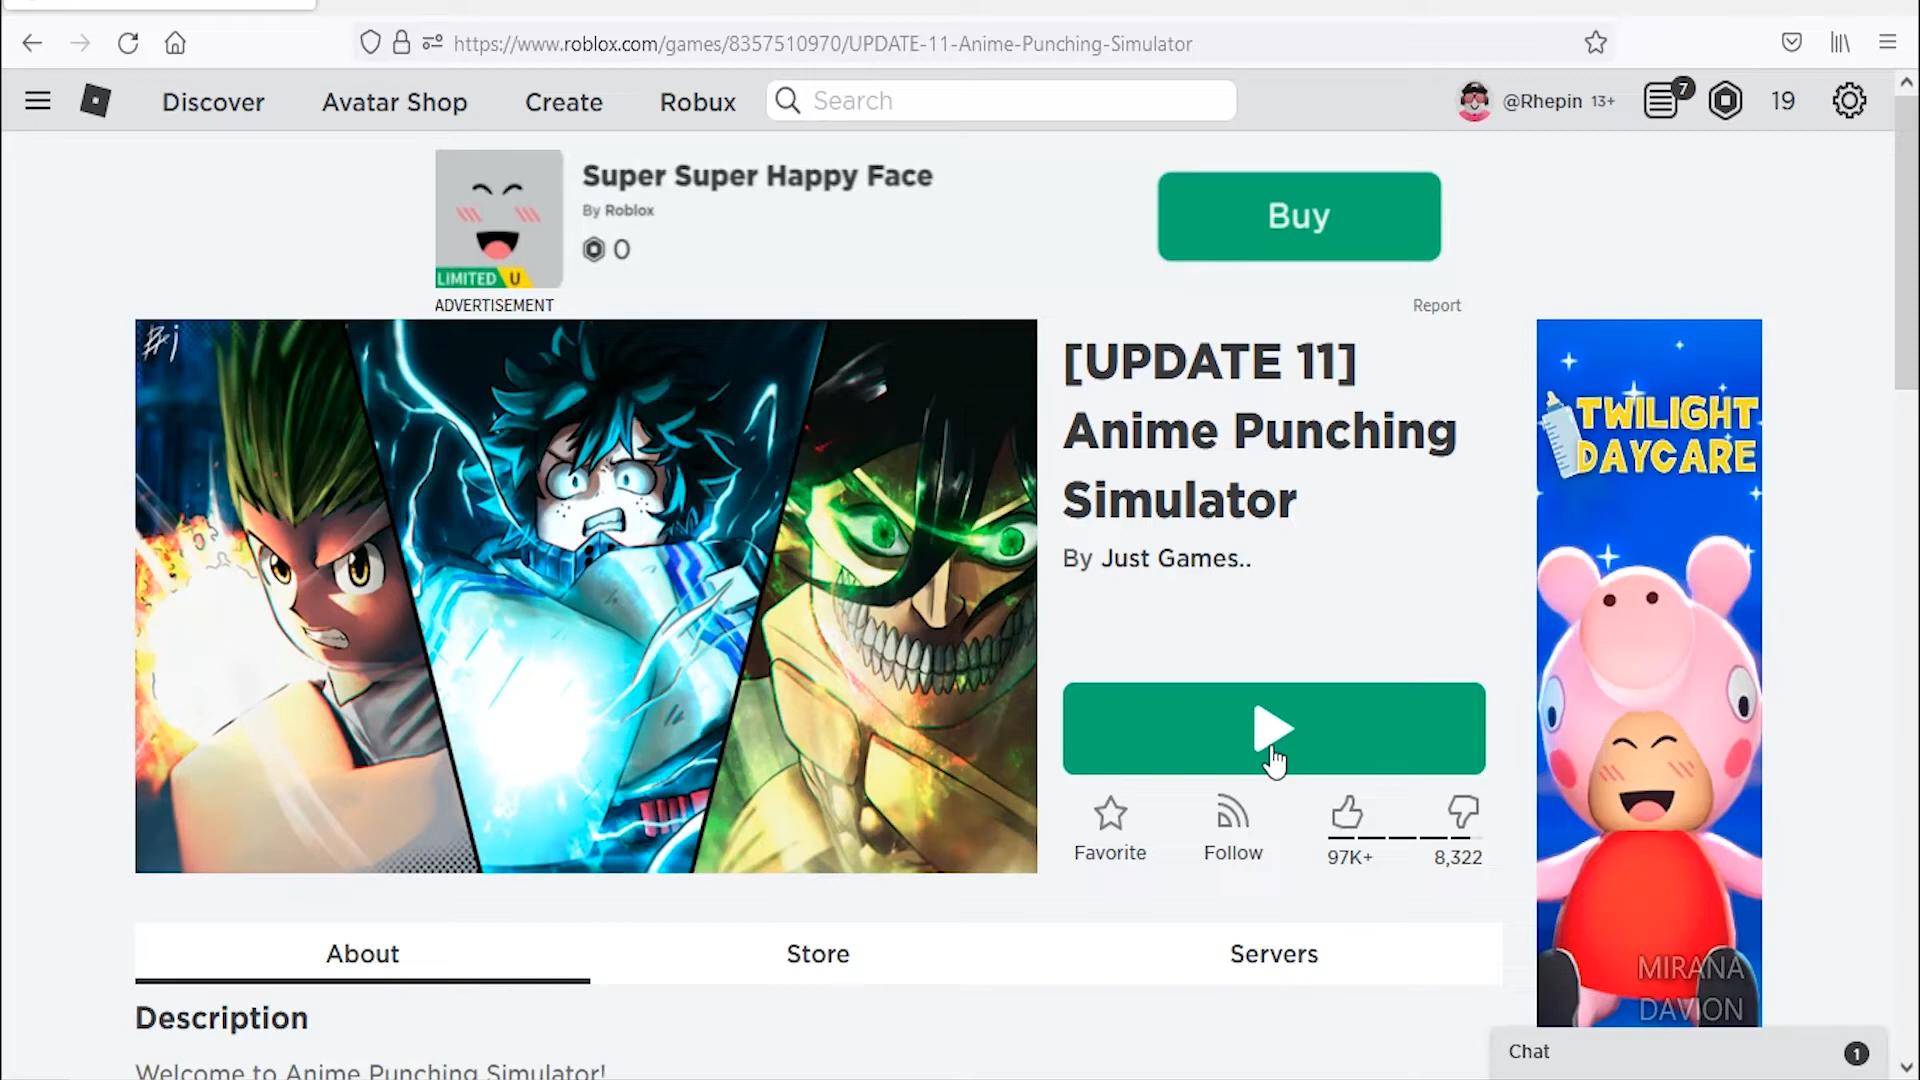 https://www.roblox.com/games/8357510970/UPDATE-11-Anime-Punching-Simulator
Discover
Avatar Shop
Create
Robux
Search
@Rhepin 13+
7
19
Super Super Happy Face
By Roblox
0
LIMITED U
Buy
ADVERTISEMENT
Report
[UPDATE 11]
Anime Punching
Simulator
By Just Games..
TWILIGHT
DAYCARE
Favorite
Follow
97K+
8,322
About
Store
Servers
MIRANA
DAVION
Description
Welcome to Anime Punching Simulator!
Chat
1